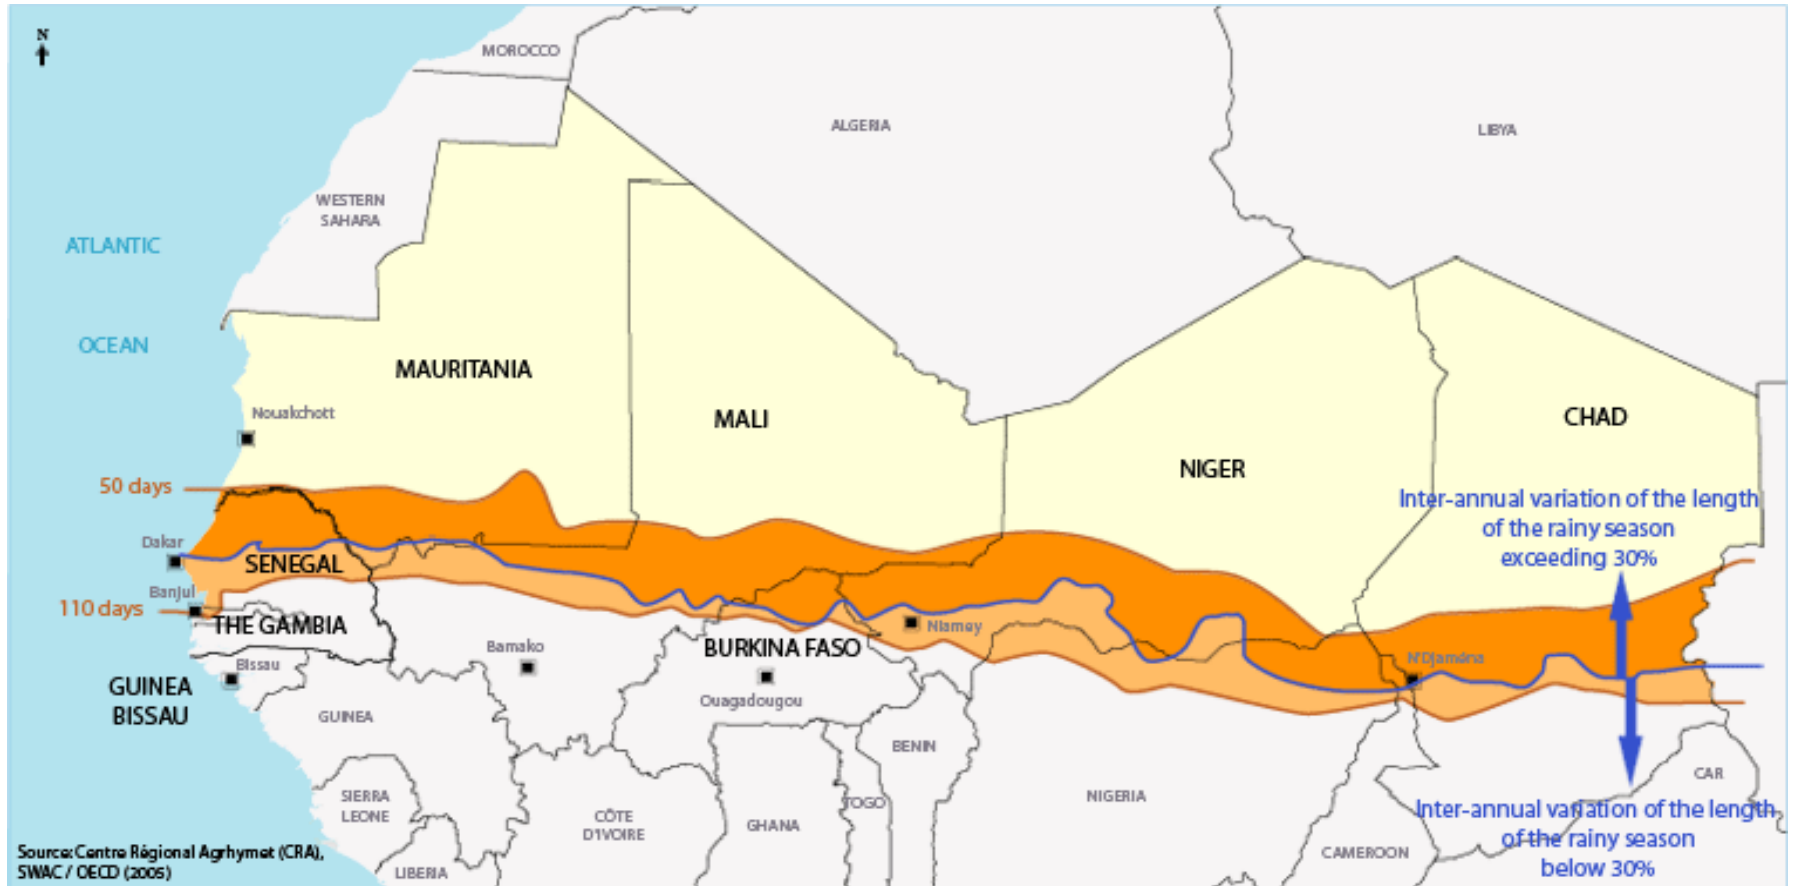 N
MOROCCO
ALGERIA
LIBYA
WESTERN
SAHARA
ATLANTIC
OCEAN
MAURITANIA
Nouakchott
MALI
CHAD
NIGER
50 days
Inter-annual variation of the length
of the rainy season
exceeding 30%
Dakar
SENEGAL
Banjul
110 days
THE GAMBIA
Niamey
BURKINA FASO
Bamako
N'Djaména
Bissau
GUINEA
BISSAU
Ouagadougou
GUINEA
BENIN
CAR
SIERRA
LEONE
CÔTE
D'IVOIRE
GHANA
TOGO
NIGERIA
Inter-annual variation of the length
of the rainy season
below 30%
CAMEROON
LIBERIA
Source: Centre Régional Agrhymet (CRA),
SWAC / OECD (2005)